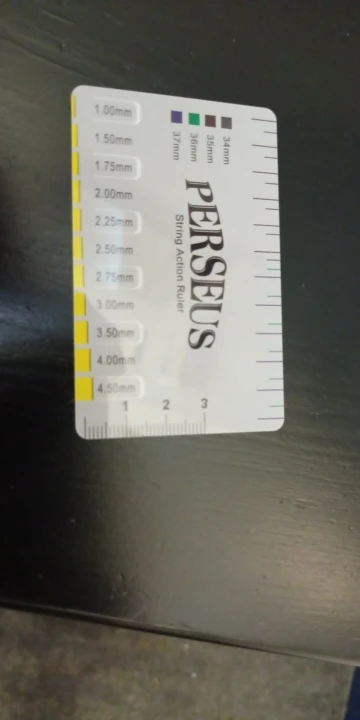 1.00mm
1.50mm
1.75mm
2.00mm
2.25mm
2.50mm
2.75mm
3.00mm
3.50mm
4.00mm
4.50mm
34mm
35mm
36mm
37mm
PERSEUS
String Action Ruler
1 2 3